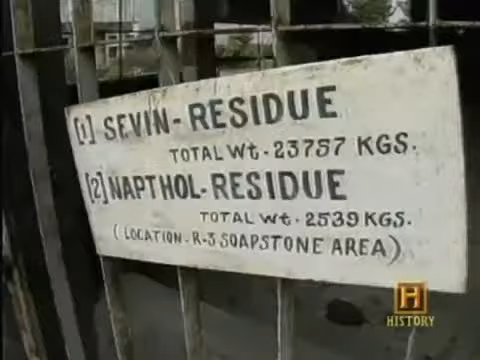 [1] SEVIN-RESIDUE
TOTAL Wt. 23757 KGS.
[2] NAPTHOL-RESIDUE
TOTAL Wt. 2539 KGS.
(LOCATION-R-3 SOAPSTONE AREA)
H
HISTORY